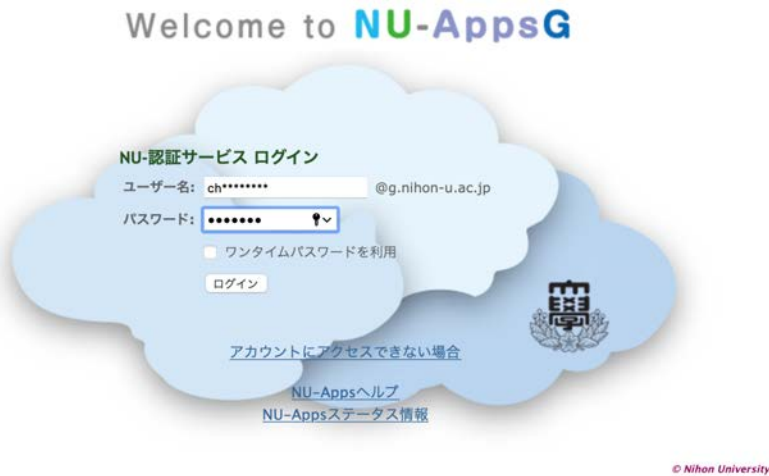 Welcome to NU-AppsG
NU-認証サービス ログイン
ユーザー名: ch******** @g.nihon-u.ac.jp
パスワード: •••••••
ワンタイムパスワードを利用
ログイン
アカウントにアクセスできない場合
NU-Appsヘルプ
NU-Appsステータス情報
© Nihon University